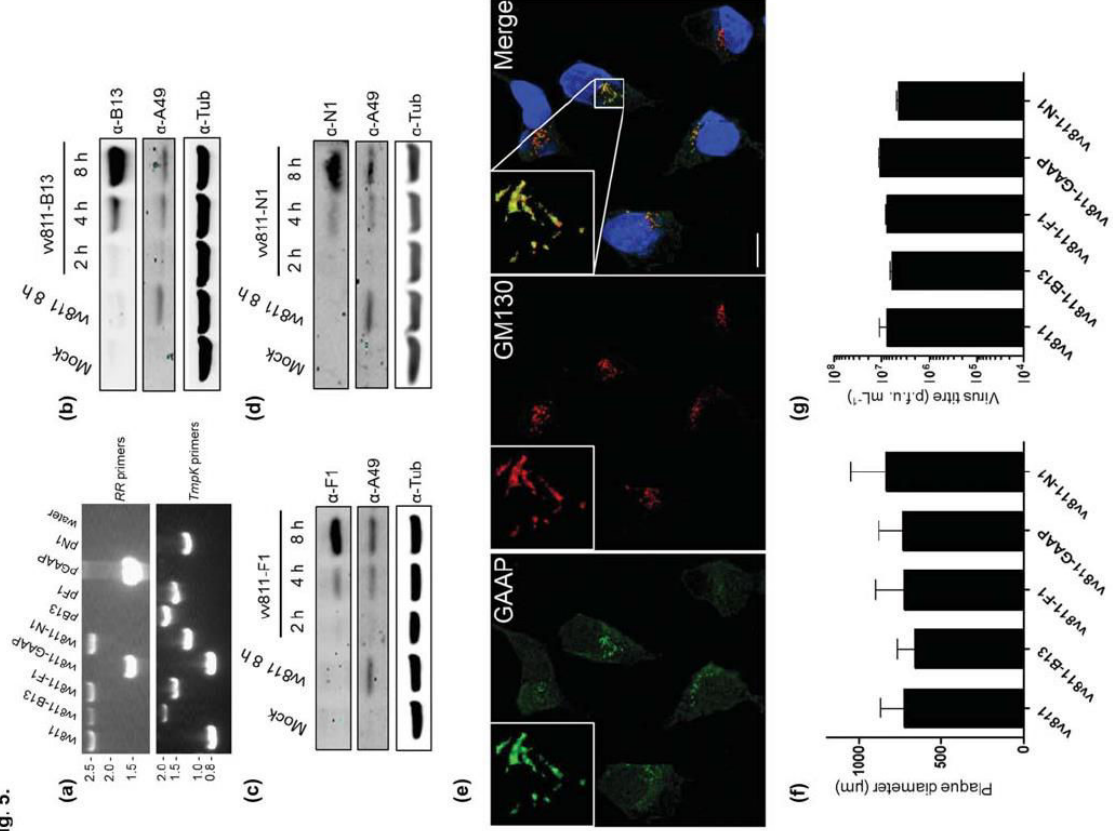 ig. 5.
(a)
vv811
vv811-B13
vv811-F1
vv811-GAAP
vv811-N1
pB13
pF1
pGAAP
pN1
water
2.5 -
2.0 -
1.5 -
RR primers
2.0 -
1.5 -
1.0 -
0.8 -
TmpK primers
(b)
Mock
vv811 8 h
vv811-B13
2 h 4 h 8 h
α-B13
α-A49
α-Tub
(c)
Mock
vv811 8 h
vv811-F1
2 h 4 h 8 h
α-F1
α-A49
α-Tub
(d)
Mock
vv811 8 h
vv811-N1
2 h 4 h 8 h
α-N1
α-A49
α-Tub
(e)
GAAP
GM130
Merge
(f)
Plaque diameter (µm)
1000
500
0
vv811
vv811-B13
vv811-F1
vv811-GAAP
vv811-N1
(g)
Virus titre (p.f.u. mL⁻¹)
10⁸
10⁷
10⁶
10⁵
10⁴
vv811
vv811-B13
vv811-F1
vv811-GAAP
vv811-N1